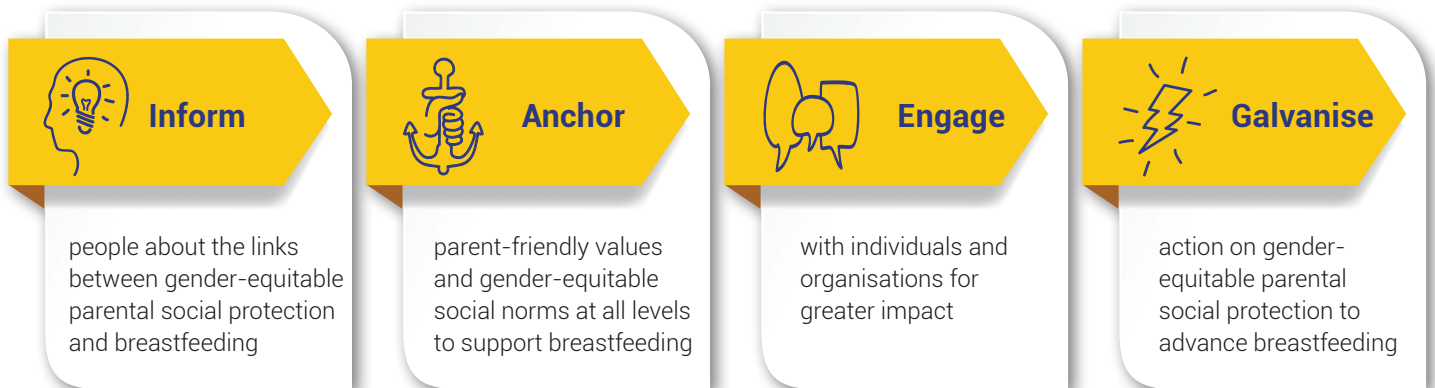 Inform
people about the links
between gender-equitable
parental social protection
and breastfeeding
Anchor
parent-friendly values
and gender-equitable
social norms at all levels
to support breastfeeding
Engage
with individuals and
organisations for
greater impact
Galvanise
action on gender-
equitable parental
social protection to
advance breastfeeding